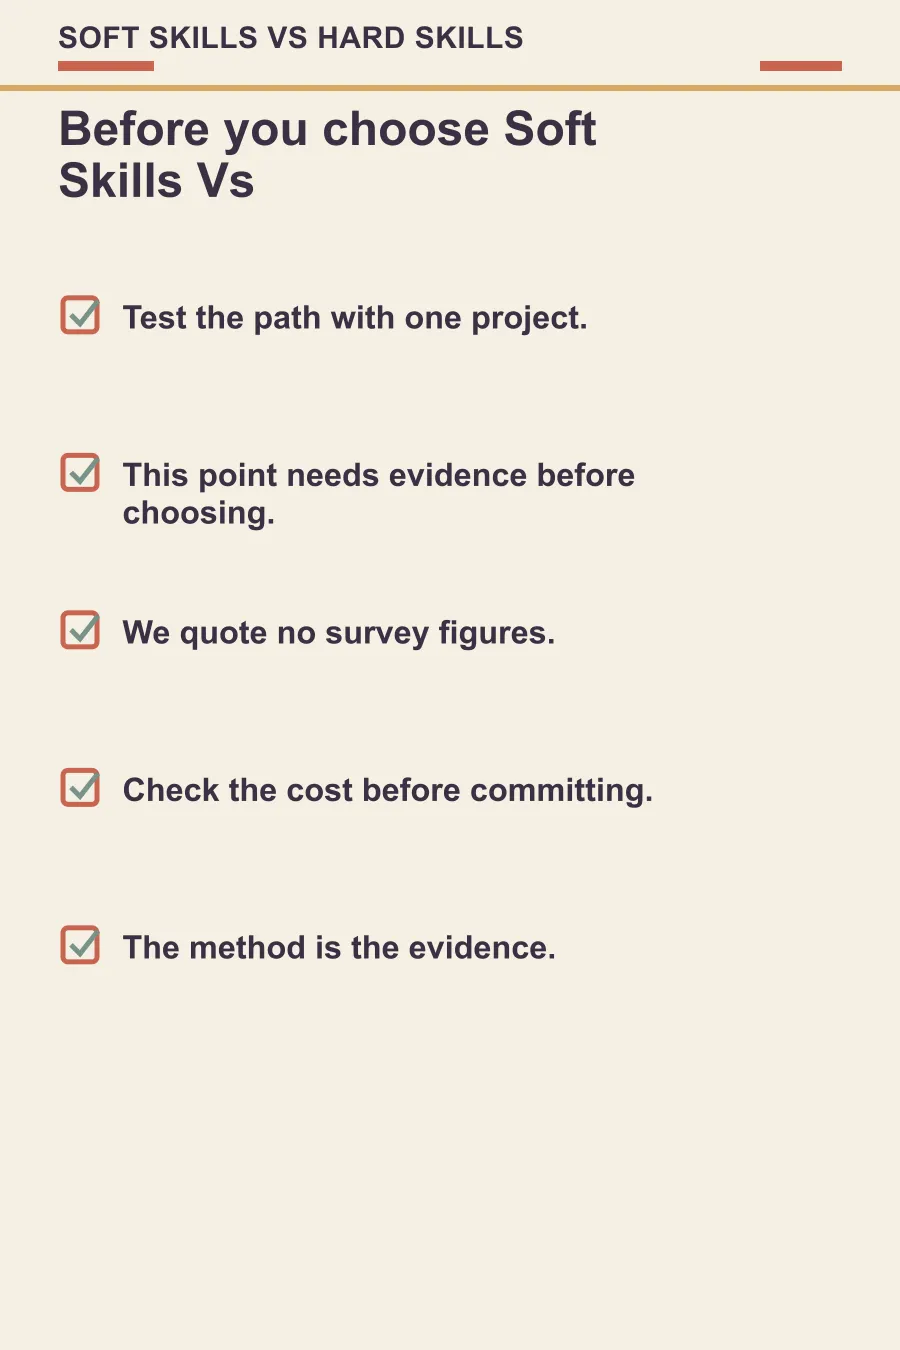 SOFT SKILLS VS HARD SKILLS
Before you choose Soft
Skills Vs
Test the path with one project.
This point needs evidence before
choosing.
We quote no survey figures.
Check the cost before committing.
The method is the evidence.